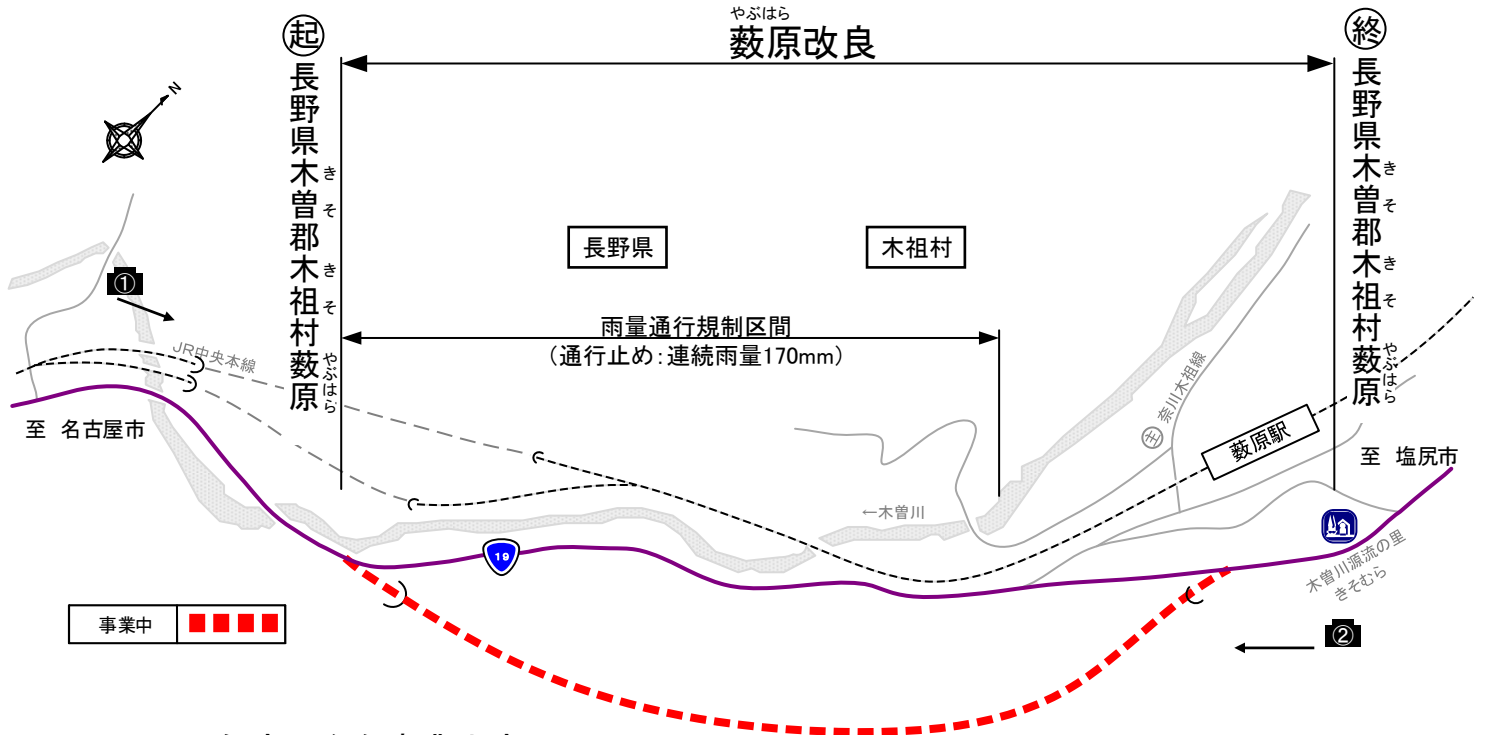 やぶはら
薮原改良
起
長野県木曽郡木祖村薮原
きそ
きそ
やぶはら
終
長野県木曽郡木祖村薮原
きそ
きそ
やぶはら
N
長野県
木祖村
①
雨量通行規制区間
(通行止め:連続雨量170mm)
JR中央本線
主 奈川木祖線
薮原駅
至 名古屋市
至 塩尻市
←木曽川
19
木曽川源流の里
きそむら
事業中
②